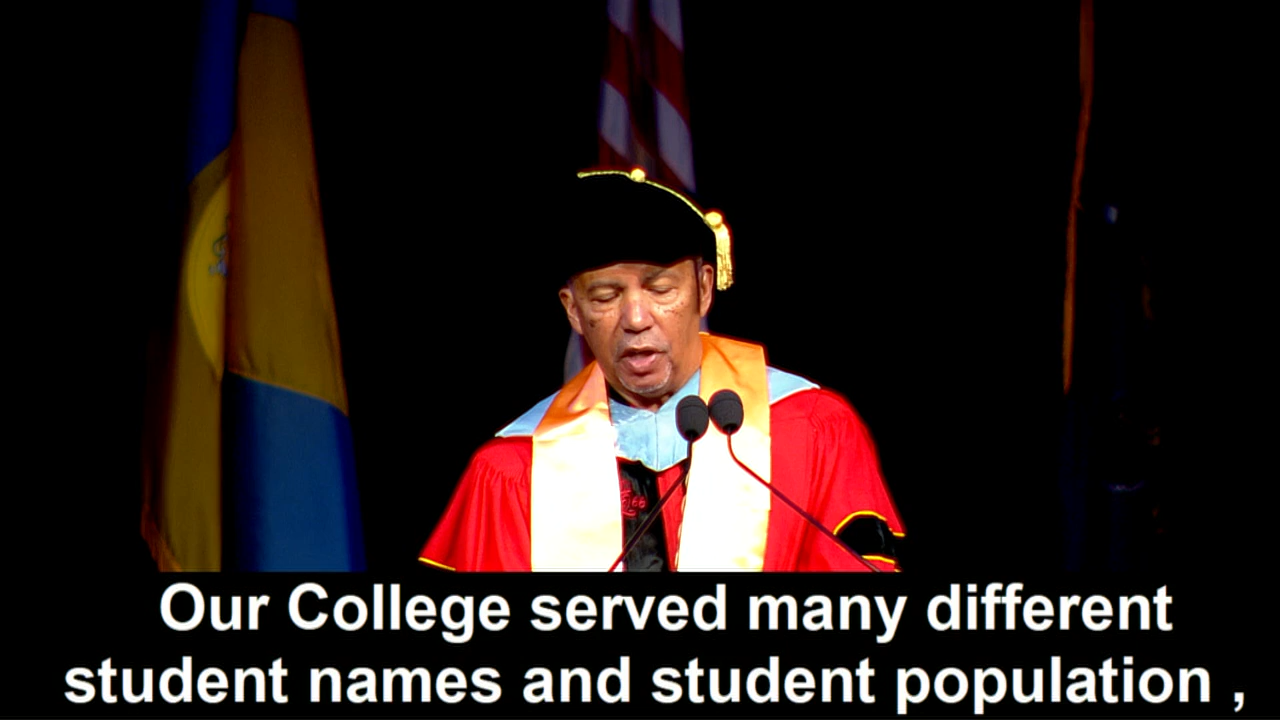 Our College served many different
student names and student population ,